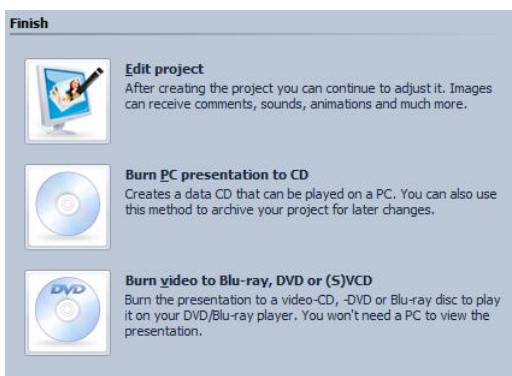 Finish
Edit project
After creating the project you can continue to adjust it. Images
can receive comments, sounds, animations and much more.
Burn PC presentation to CD
Creates a data CD that can be played on a PC. You can also use
this method to archive your project for later changes.
DVD
Burn video to Blu-ray, DVD or (S)VCD
Burn the presentation to a video-CD, -DVD or Blu-ray disc to play
it on your DVD/Blu-ray player. You won't need a PC to view the
presentation.